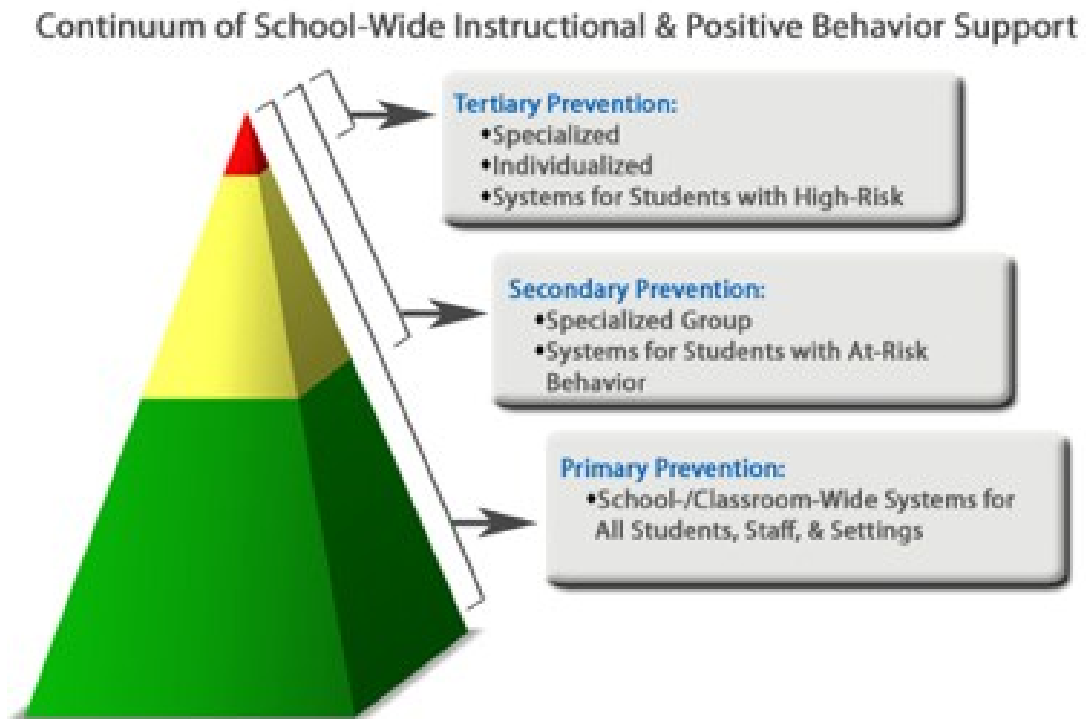 Continuum of School-Wide Instructional & Positive Behavior Support
Tertiary Prevention:
•Specialized
•Individualized
•Systems for Students with High-Risk
Secondary Prevention:
•Specialized Group
•Systems for Students with At-Risk
Behavior
Primary Prevention:
•School-/Classroom-Wide Systems for
All Students, Staff, & Settings